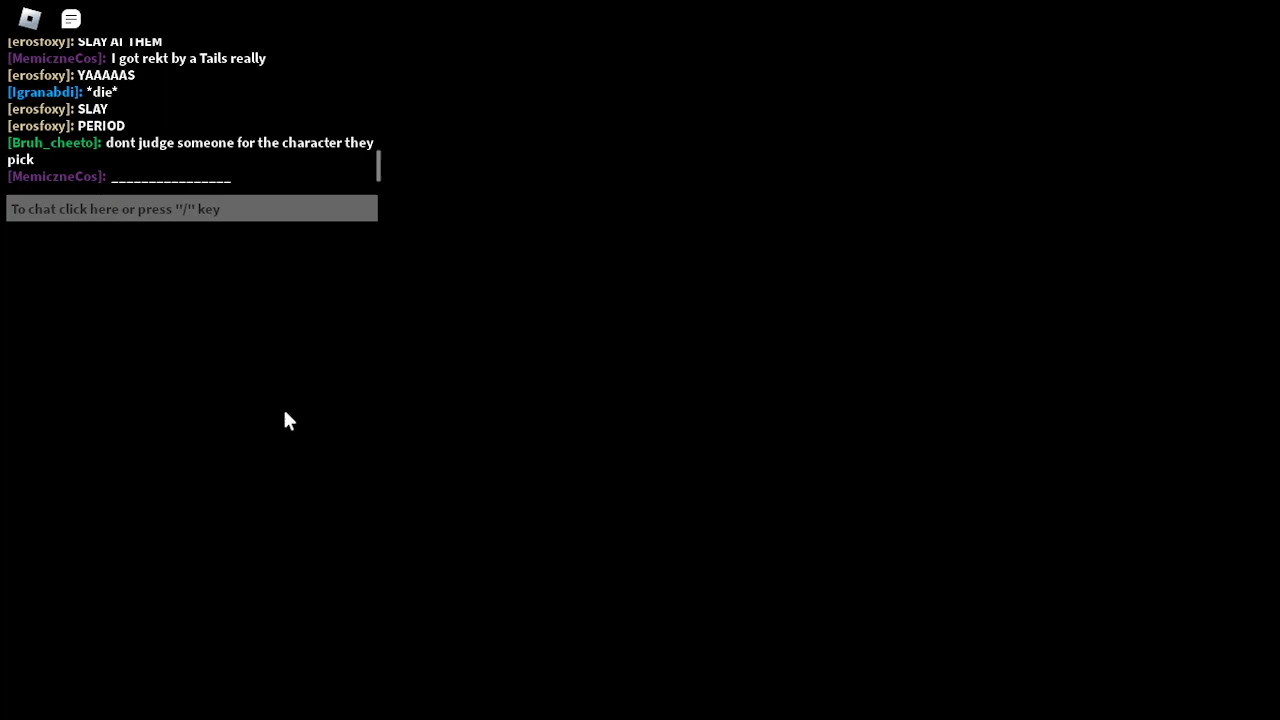 [erosfoxy]: SLAY AT THEM
[MemiczneCos]: I got rekt by a Tails really
[erosfoxy]: YAAAAAS
[Igranabdi]: *die*
[erosfoxy]: SLAY
[erosfoxy]: PERIOD
[Bruh_cheeto]: dont judge someone for the character they
pick
[MemiczneCos]: ________________
To chat click here or press "/" key